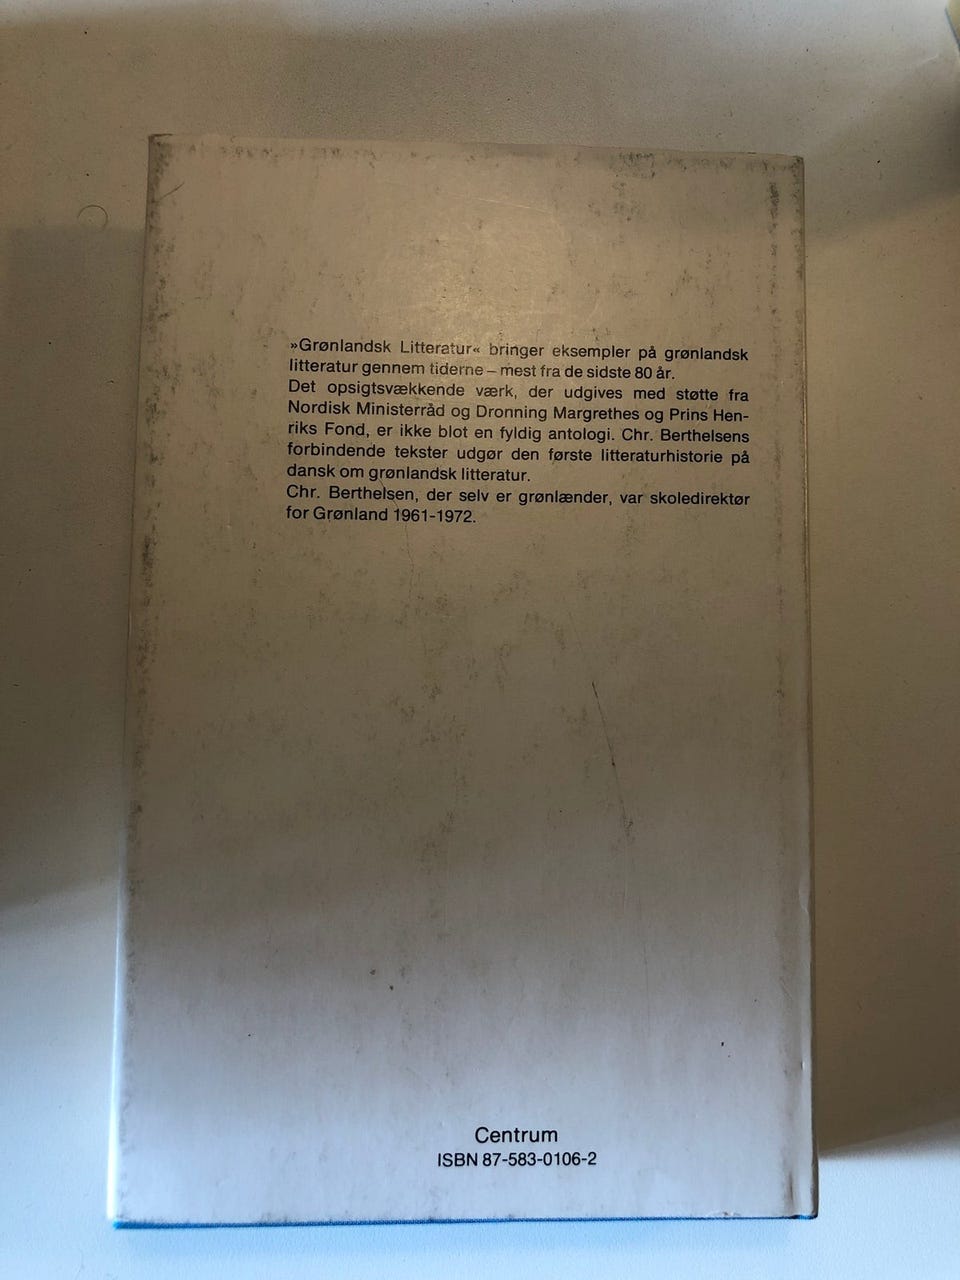 »Grønlandsk Litteratur« bringer eksempler på grønlandsk
litteratur gennem tiderne – mest fra de sidste 80 år.
Det opsigtsvækkende værk, der udgives med støtte fra
Nordisk Ministerråd og Dronning Margrethes og Prins Hen-
riks Fond, er ikke blot en fyldig antologi. Chr. Berthelsens
forbindende tekster udgør den første litteraturhistorie på
dansk om grønlandsk litteratur.
Chr. Berthelsen, der selv er grønlænder, var skoledirektør
for Grønland 1961-1972.
Centrum
ISBN 87-583-0106-2